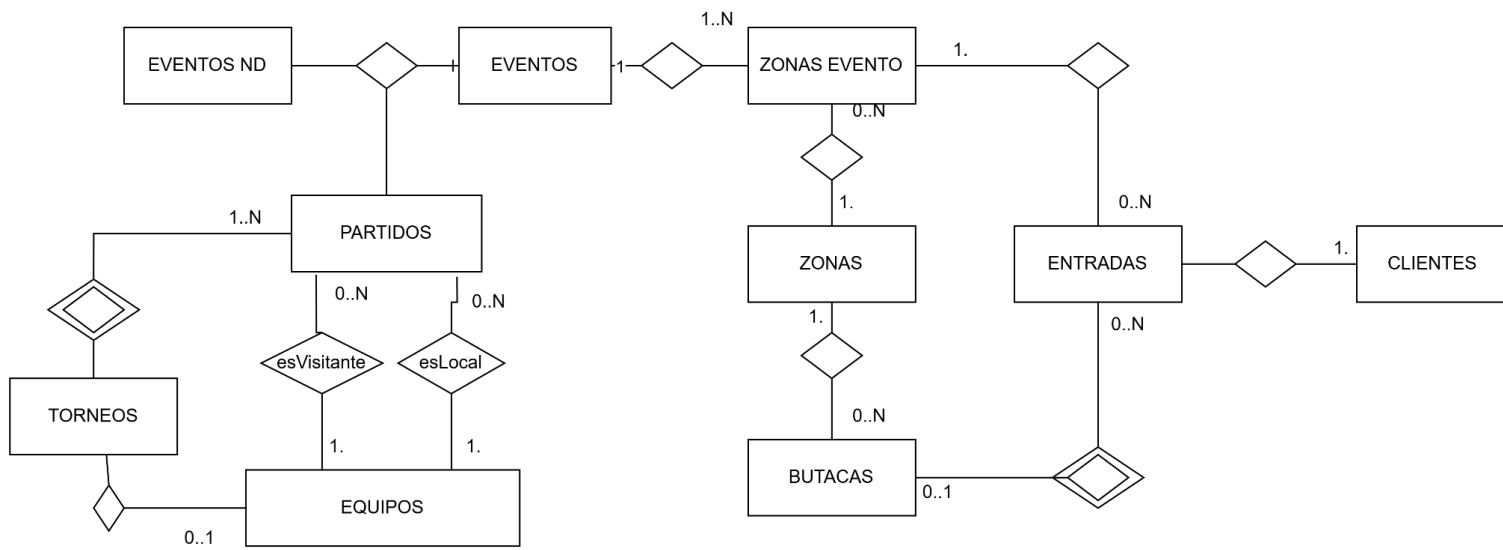 1..N
EVENTOS ND
EVENTOS
1
ZONAS EVENTO
1.
0..N
1..N
PARTIDOS
1.
0..N
ZONAS
ENTRADAS
1.
CLIENTES
0..N
0..N
1.
0..N
esVisitante
esLocal
TORNEOS
0..N
1.
1.
BUTACAS
0..1
EQUIPOS
0..1